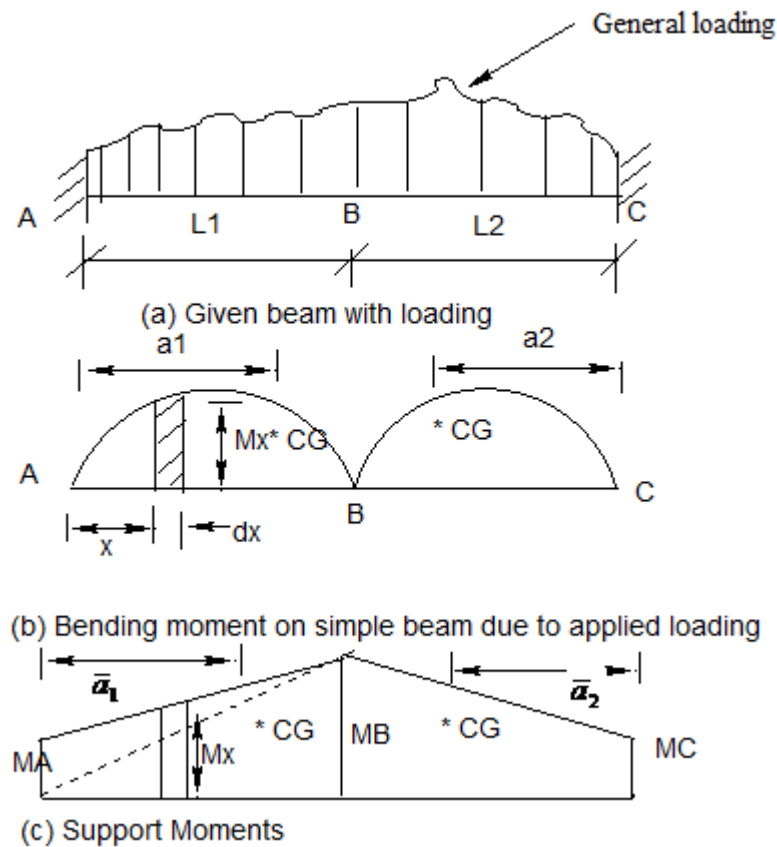 General loading
A
B
C
L1
L2
(a) Given beam with loading
a1
a2
Mx* CG
* CG
A
B
C
x
dx
(b) Bending moment on simple beam due to applied loading
a̅₁
a̅₂
* CG
* CG
MA
Mx
MB
MC
(c) Support Moments